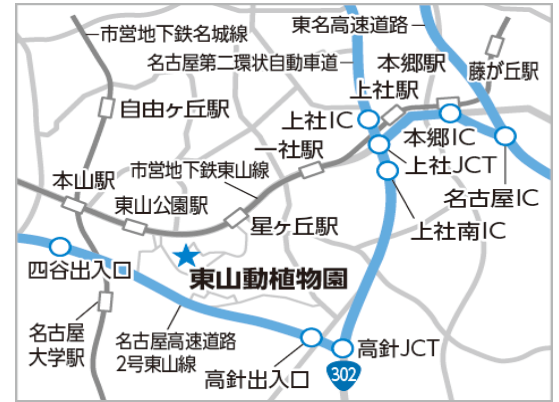 市営地下鉄名城線
東名高速道路
名古屋第二環状自動車道
本郷駅
藤が丘駅
上社駅
自由ヶ丘駅
上社IC
本郷IC
一社駅
上社JCT
市営地下鉄東山線
本山駅
名古屋IC
東山公園駅
星ヶ丘駅
上社南IC
四谷出入口
東山動植物園
名古屋
大学駅
名古屋高速道路
2号東山線
高針JCT
高針出入口
302